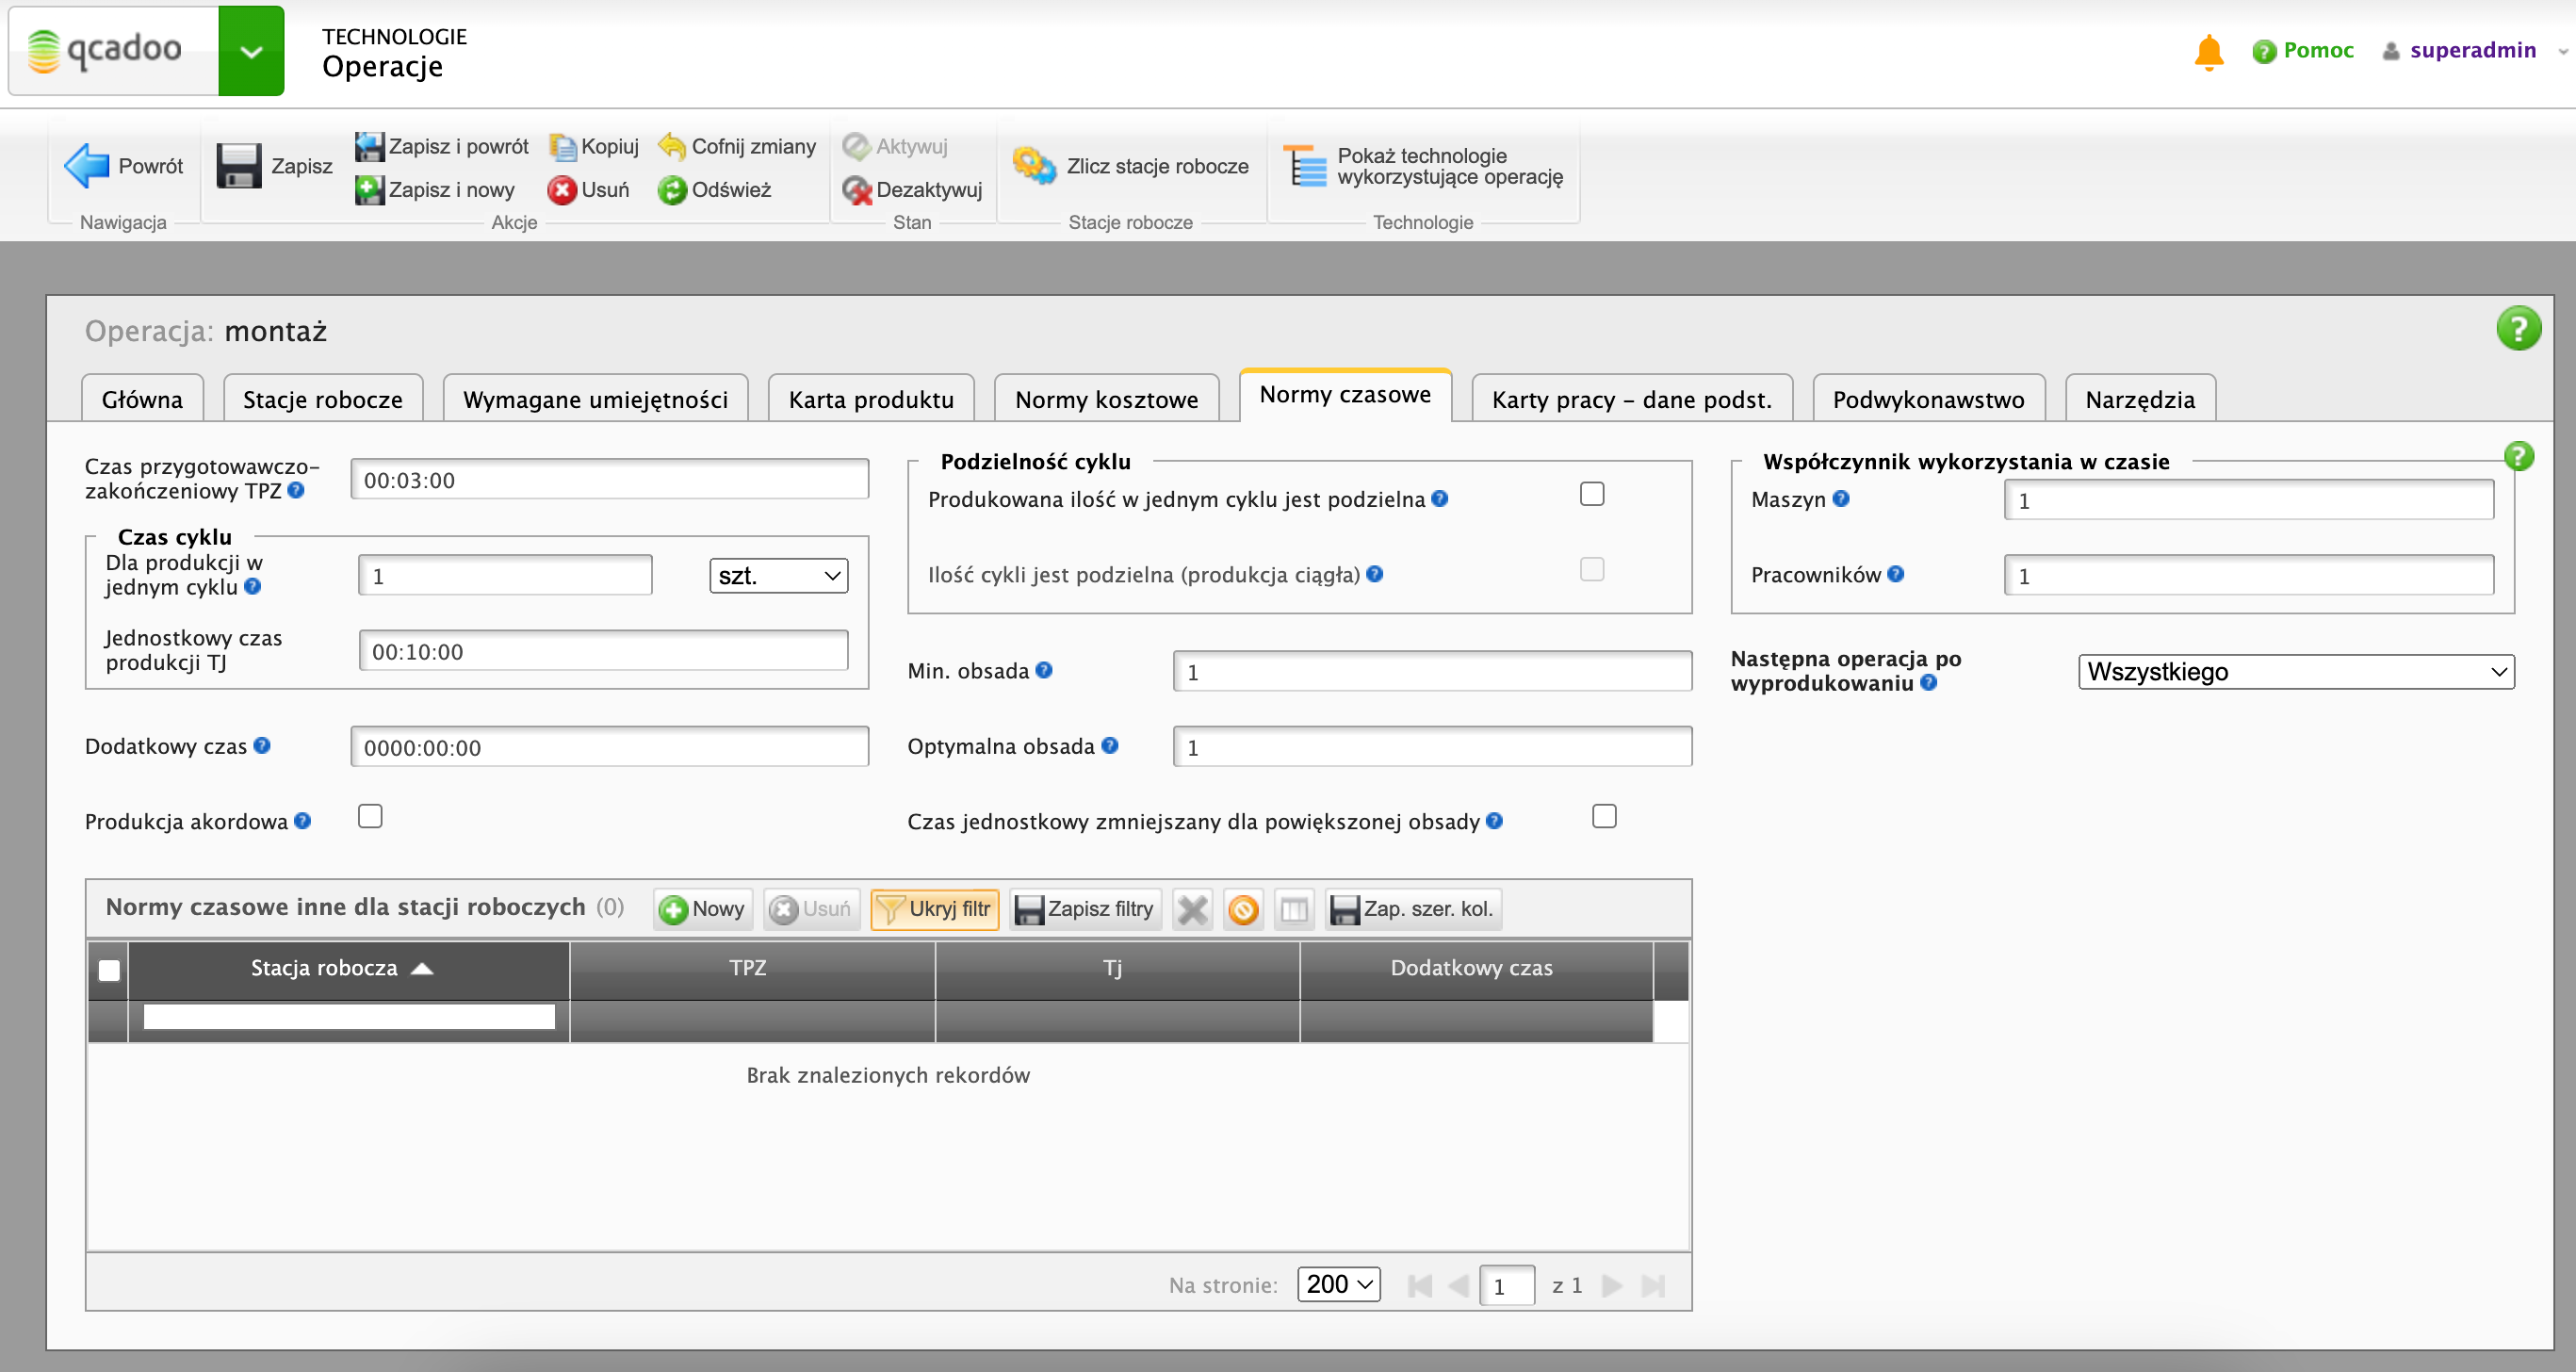 qcadoo
TECHNOLOGIE
Operacje
Pomoc
superadmin
Powrót
Nawigacja
Zapisz
Zapisz i powrót
Kopiuj
Cofnij zmiany
Zapisz i nowy
Usuń
Odśwież
Akcje
Aktywuj
Dezaktywuj
Stan
Zlicz stacje robocze
Stacje robocze
Pokaż technologie
wykorzystujące operację
Technologie
Operacja: montaż
?
Główna
Stacje robocze
Wymagane umiejętności
Karta produktu
Normy kosztowe
Normy czasowe
Karty pracy – dane podst.
Podwykonawstwo
Narzędzia
Czas przygotowawczo-
zakończeniowy TPZ ?
00:03:00
Czas cyklu
Dla produkcji w
jednym cyklu ?
1
szt.
Jednostkowy czas
produkcji TJ
00:10:00
Dodatkowy czas ?
0000:00:00
Produkcja akordowa ?
Podzielność cyklu
Produkowana ilość w jednym cyklu jest podzielna ?
Ilość cykli jest podzielna (produkcja ciągła) ?
Min. obsada ?
1
Optymalna obsada ?
1
Czas jednostkowy zmniejszany dla powiększonej obsady ?
Współczynnik wykorzystania w czasie
?
Maszyn ?
1
Pracowników ?
1
Następna operacja po
wyprodukowaniu ?
Wszystkiego
Normy czasowe inne dla stacji roboczych (0)
Nowy
Usuń
Ukryj filtr
Zapisz filtry
Zap. szer. kol.
Stacja robocza
TPZ
Tj
Dodatkowy czas
Brak znalezionych rekordów
Na stronie:
200
1
z 1